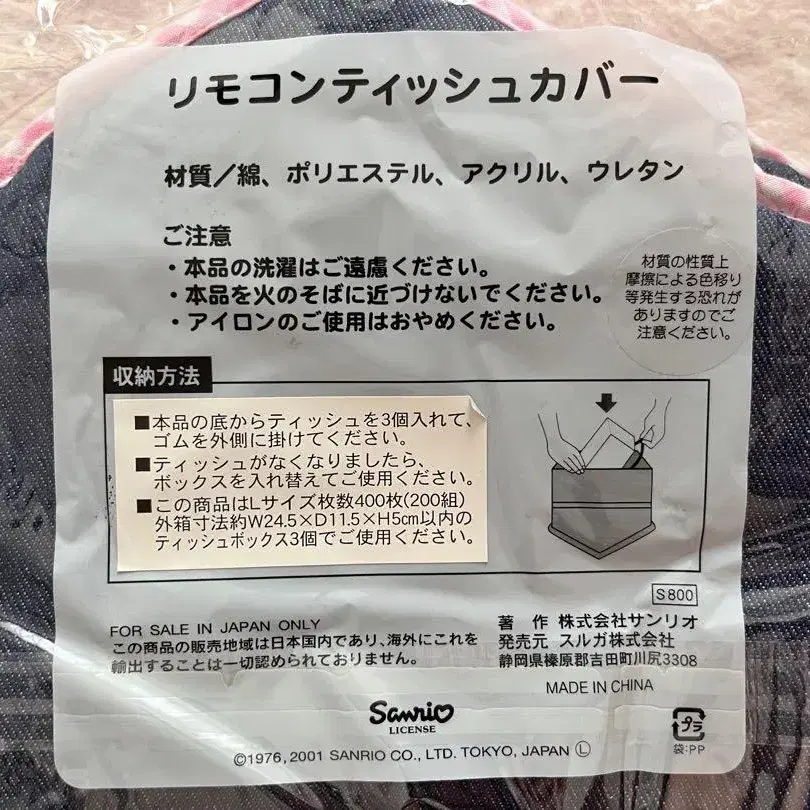 リモコンティッシュカバー
材質／綿、ポリエステル、アクリル、ウレタン
ご注意
・本品の洗濯はご遠慮ください。
・本品を火のそばに近づけないでください。
・アイロンのご使用はおやめください。
材質の性質上
摩擦による色移り
等発生する恐れが
ありますのでご
注意ください。
収納方法
■本品の底からティッシュを3個入れて、
ゴムを外側に掛けてください。
■ティッシュがなくなりましたら、
ボックスを入れ替えてご使用ください。
■この商品はLサイズ枚数400枚(200組)
外箱寸法約W24.5×D11.5×H5cm以内の
ティッシュボックス3個でご使用ください。
S800
FOR SALE IN JAPAN ONLY
この商品の販売地域は日本国内であり、海外にこれを
輸出することは一切認められておりません。
著 作 株式会社サンリオ
発売元 スルガ株式会社
静岡県榛原郡吉田町川尻3308
MADE IN CHINA
Sanrio
LICENSE
©1976, 2001 SANRIO CO., LTD. TOKYO, JAPAN Ⓛ
プラ
袋:PP